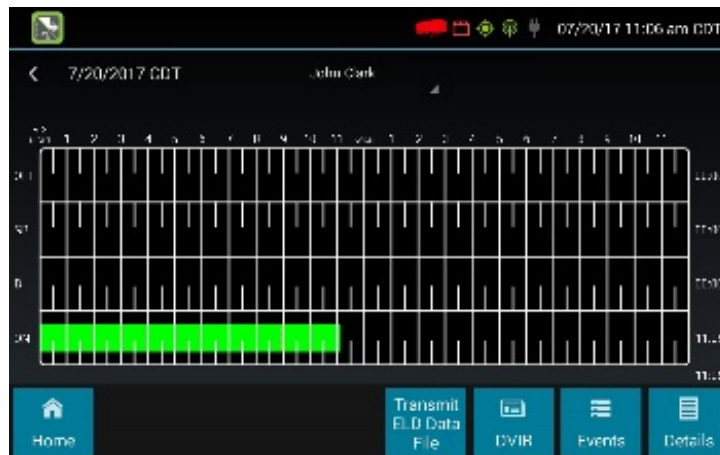 07/20/17 11:06 am CDT
7/20/2017 CDT
John Clark
1 2 3 4 5 6 7 8 9 10 11 1 2 3 4 5 6 7 8 9 10 11
SB
D
ON
Home
Transmit
ELD Data
File
DVIR
Events
Details